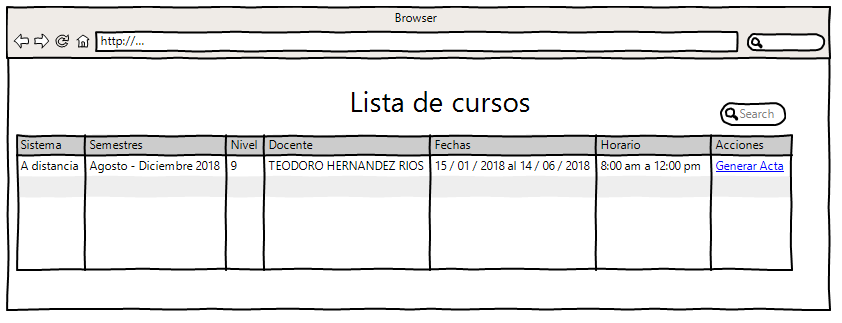 Browser
http://...
Lista de cursos
Search
Sistema Semestres Nivel Docente Fechas Horario Acciones
A distancia Agosto - Diciembre 2018 9 TEODORO HERNANDEZ RIOS 15 / 01 / 2018 al 14 / 06 / 2018 8:00 am a 12:00 pm Generar Acta